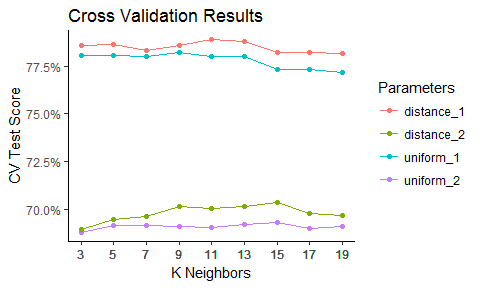 Cross Validation Results
CV Test Score
77.5%
75.0%
72.5%
70.0%
3 5 7 9 11 13 15 17 19
K Neighbors
Parameters
distance_1
distance_2
uniform_1
uniform_2